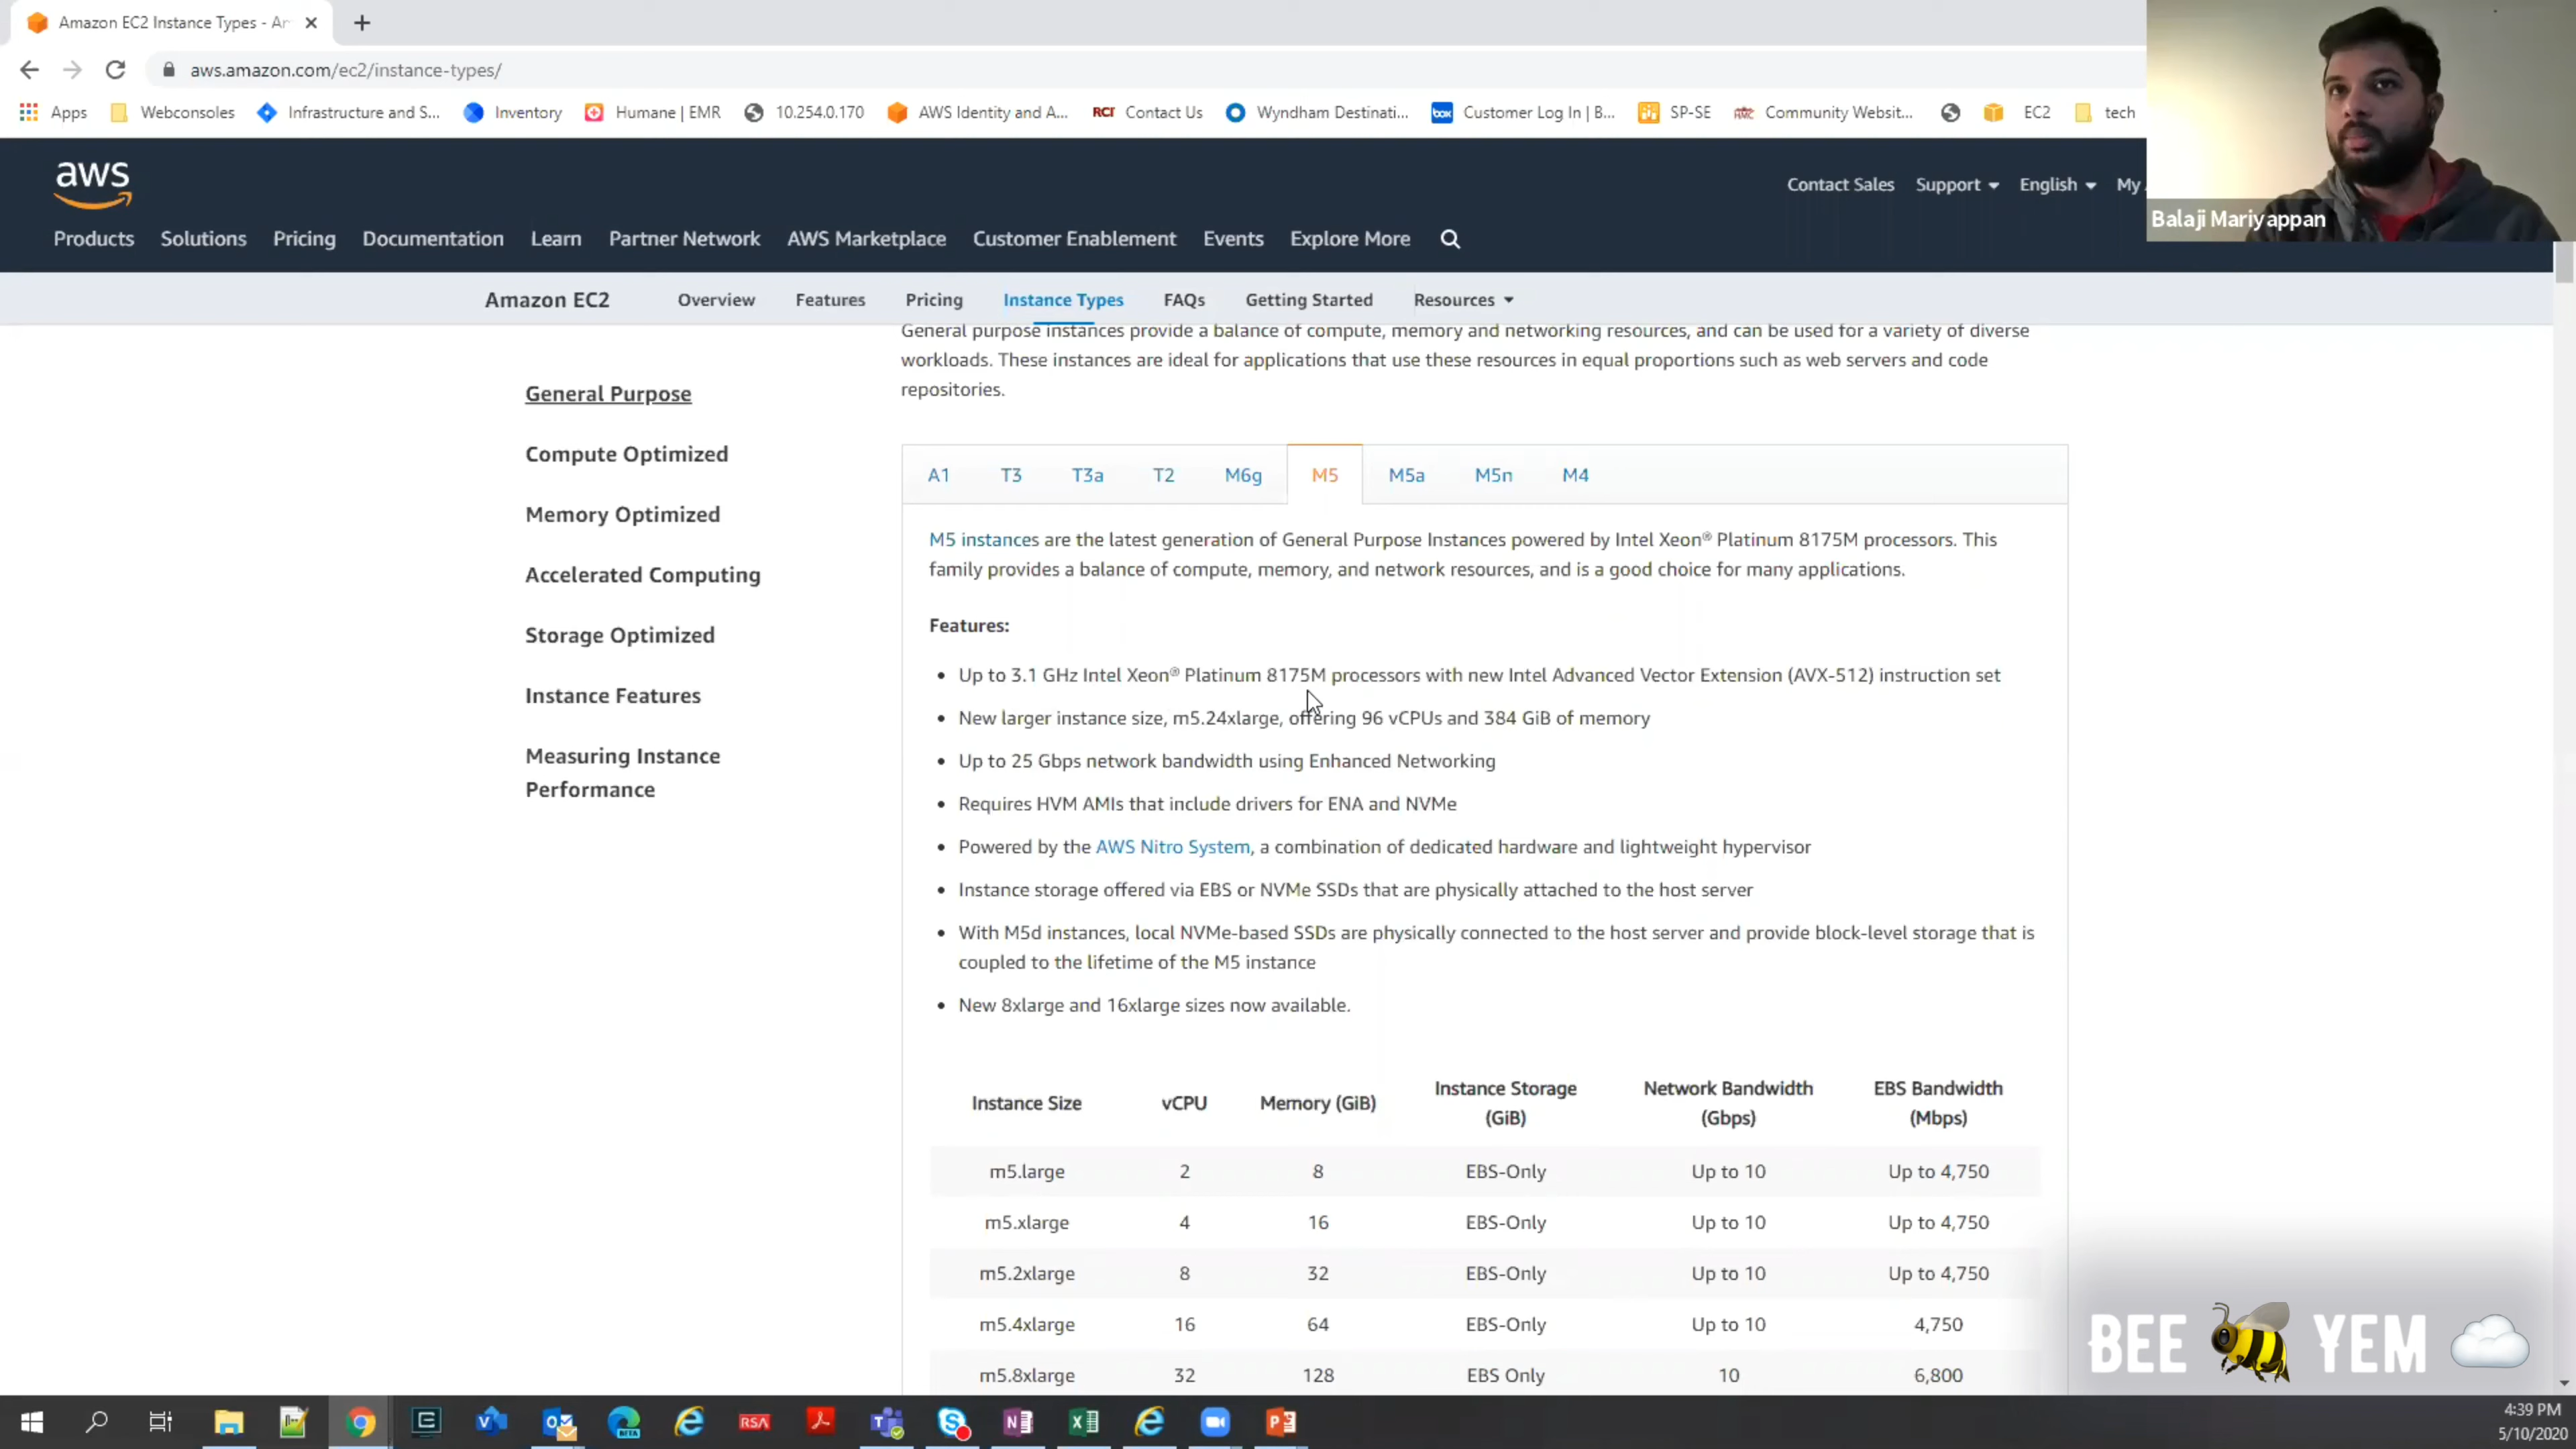 Amazon EC2 Instance Types - Ar
aws.amazon.com/ec2/instance-types/
Apps Webconsoles Infrastructure and S... Inventory Humane | EMR 10.254.0.170 AWS Identity and A... RCI Contact Us Wyndham Destinati... box Customer Log In | B... SP-SE Community Websit... EC2 tech
aws
Contact Sales Support English My
Balaji Mariyappan
Products Solutions Pricing Documentation Learn Partner Network AWS Marketplace Customer Enablement Events Explore More
Amazon EC2 Overview Features Pricing Instance Types FAQs Getting Started Resources
General purpose instances provide a balance of compute, memory and networking resources, and can be used for a variety of diverse
workloads. These instances are ideal for applications that use these resources in equal proportions such as web servers and code
repositories.
General Purpose
Compute Optimized
Memory Optimized
Accelerated Computing
Storage Optimized
Instance Features
Measuring Instance
Performance
A1 T3 T3a T2 M6g M5 M5a M5n M4
M5 instances are the latest generation of General Purpose Instances powered by Intel Xeon® Platinum 8175M processors. This
family provides a balance of compute, memory, and network resources, and is a good choice for many applications.
Features:
• Up to 3.1 GHz Intel Xeon® Platinum 8175M processors with new Intel Advanced Vector Extension (AVX-512) instruction set
• New larger instance size, m5.24xlarge, offering 96 vCPUs and 384 GiB of memory
• Up to 25 Gbps network bandwidth using Enhanced Networking
• Requires HVM AMIs that include drivers for ENA and NVMe
• Powered by the AWS Nitro System, a combination of dedicated hardware and lightweight hypervisor
• Instance storage offered via EBS or NVMe SSDs that are physically attached to the host server
• With M5d instances, local NVMe-based SSDs are physically connected to the host server and provide block-level storage that is
coupled to the lifetime of the M5 instance
• New 8xlarge and 16xlarge sizes now available.
Instance Size vCPU Memory (GiB) Instance Storage (GiB) Network Bandwidth (Gbps) EBS Bandwidth (Mbps)
m5.large 2 8 EBS-Only Up to 10 Up to 4,750
m5.xlarge 4 16 EBS-Only Up to 10 Up to 4,750
m5.2xlarge 8 32 EBS-Only Up to 10 Up to 4,750
m5.4xlarge 16 64 EBS-Only Up to 10 4,750
m5.8xlarge 32 128 EBS Only 10 6,800
BEE YEM
RSA
4:39 PM
5/10/2020